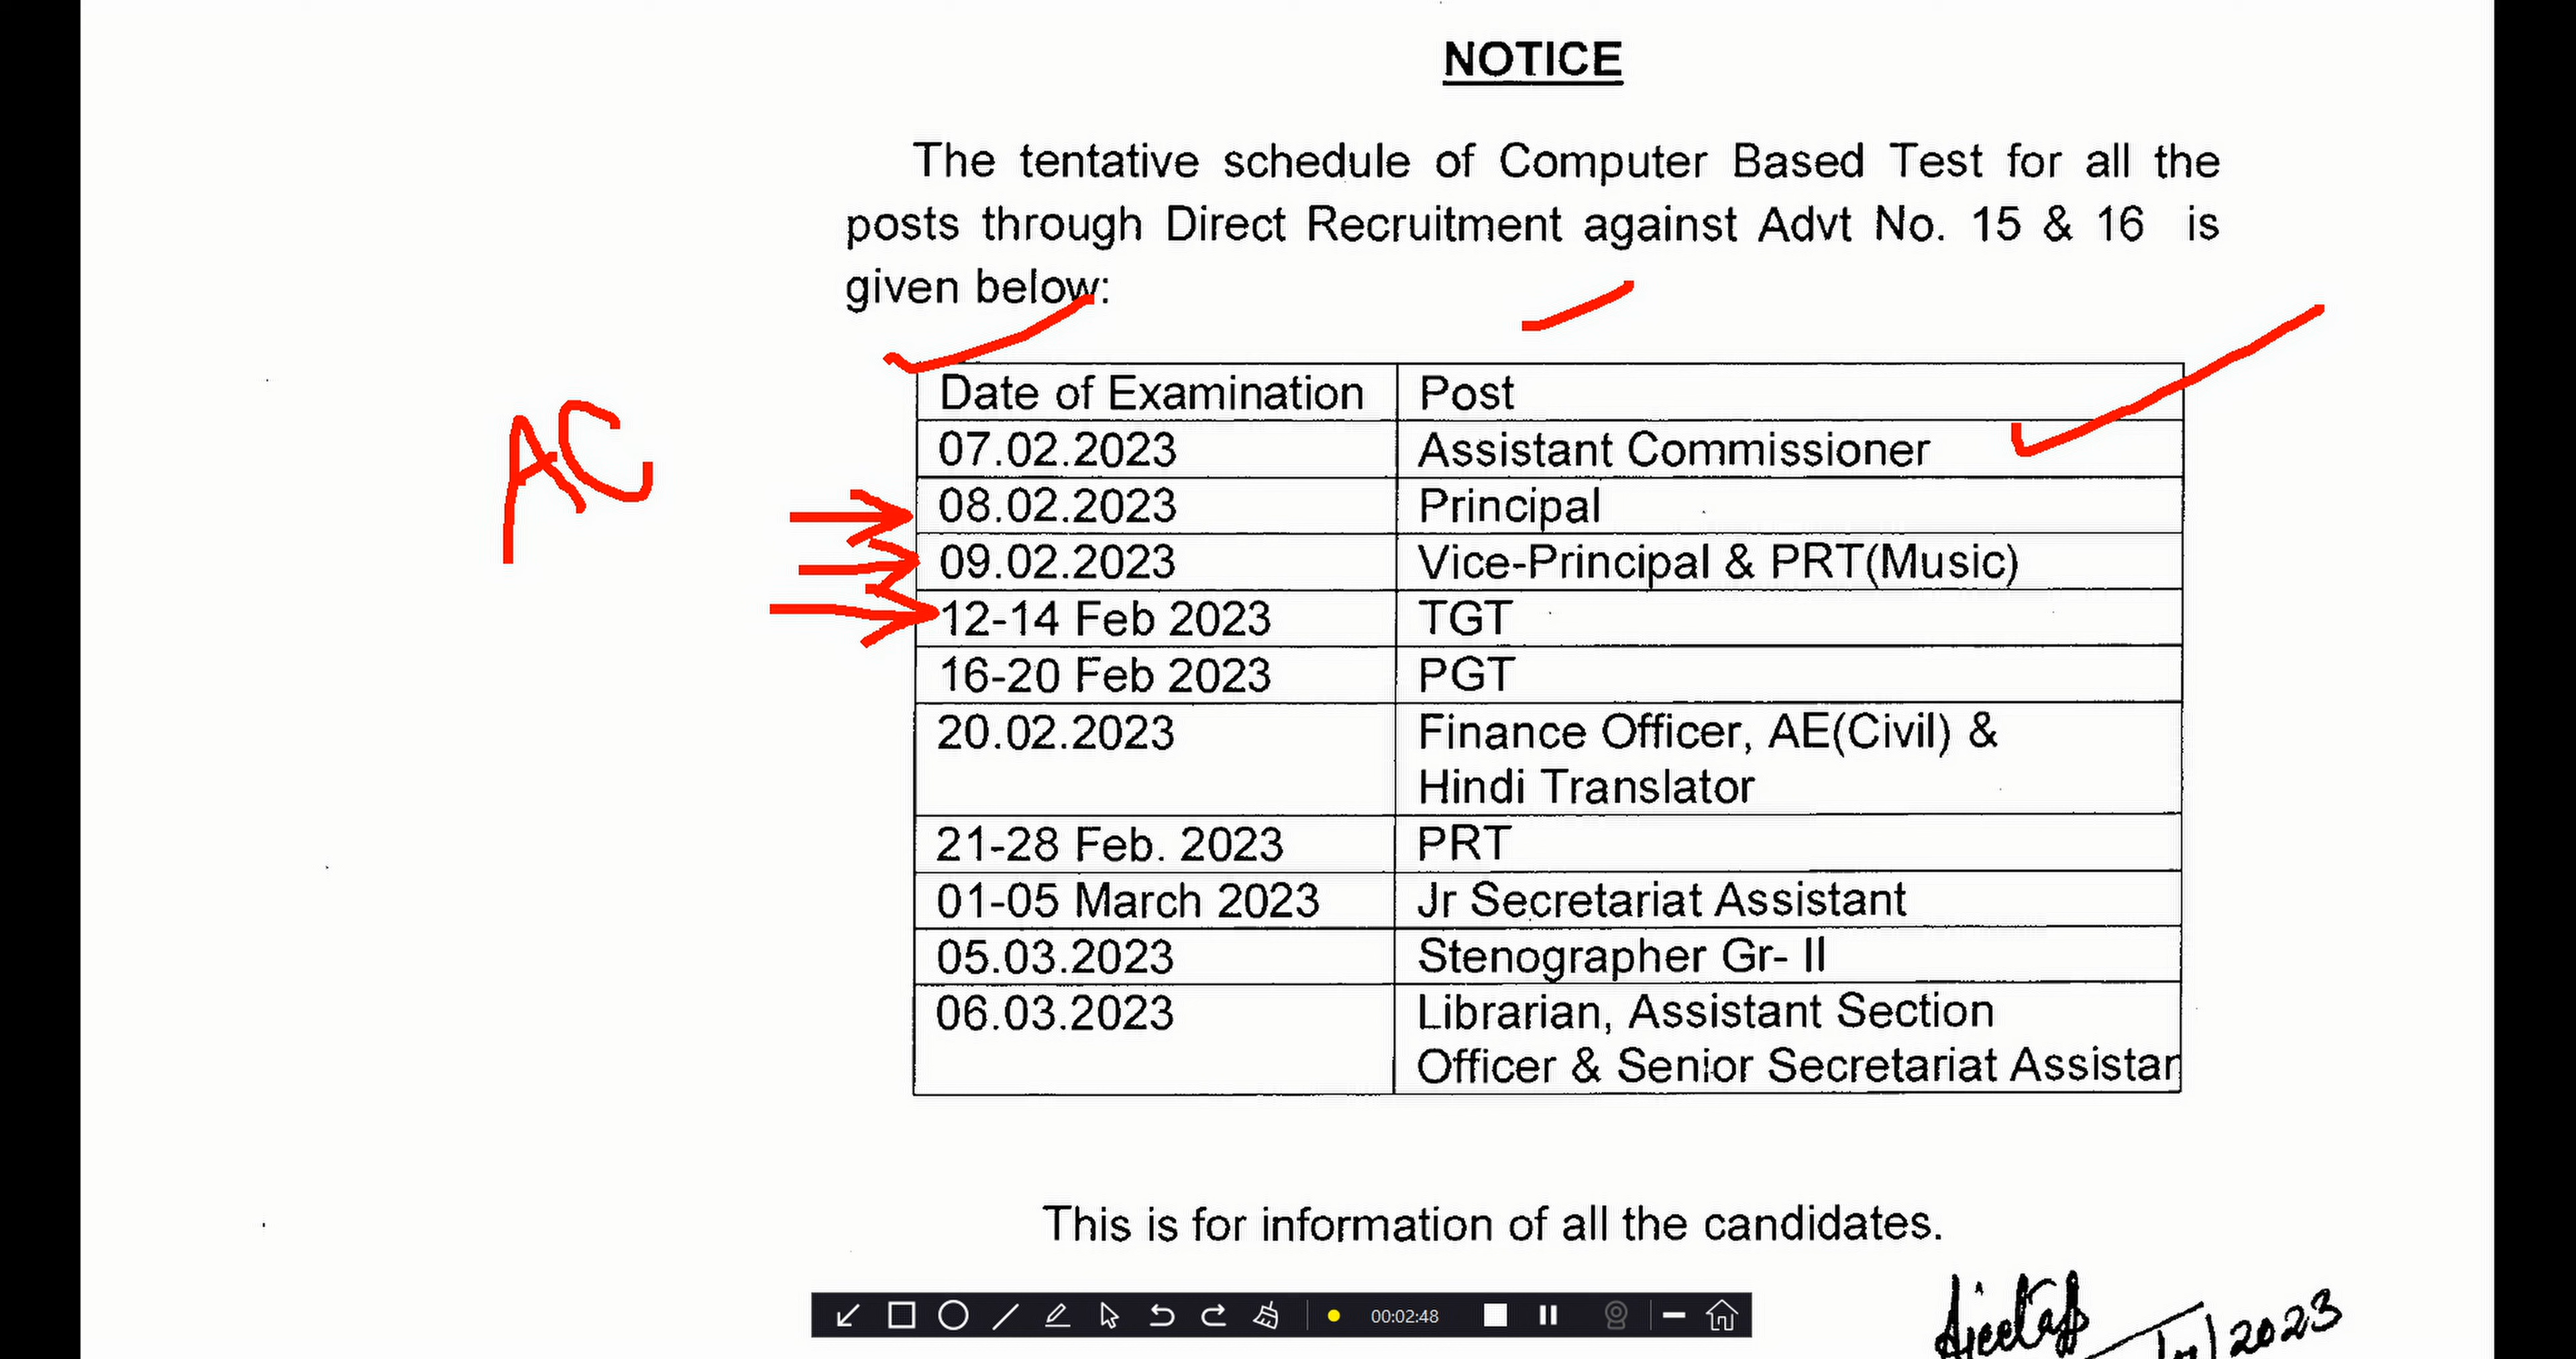 NOTICE
The tentative schedule of Computer Based Test for all the
posts through Direct Recruitment against Advt No. 15 & 16 is
given below:
AC
Date of Examination Post
07.02.2023 Assistant Commissioner
08.02.2023 Principal
09.02.2023 Vice-Principal & PRT(Music)
12-14 Feb 2023 TGT
16-20 Feb 2023 PGT
20.02.2023 Finance Officer, AE(Civil) &
Hindi Translator
21-28 Feb. 2023 PRT
01-05 March 2023 Jr Secretariat Assistant
05.03.2023 Stenographer Gr- II
06.03.2023 Librarian, Assistant Section
Officer & Senior Secretariat Assistan
This is for information of all the candidates.
00:02:48
2023